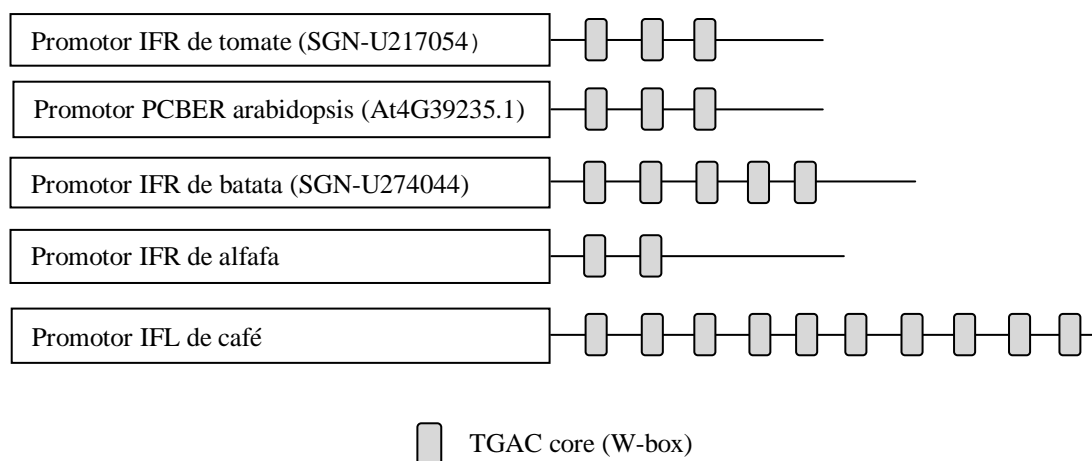 Promotor IFR de tomate (SGN-U217054)
Promotor PCBER arabidopsis (At4G39235.1)
Promotor IFR de batata (SGN-U274044)
Promotor IFR de alfafa
Promotor IFL de café
TGAC core (W-box)